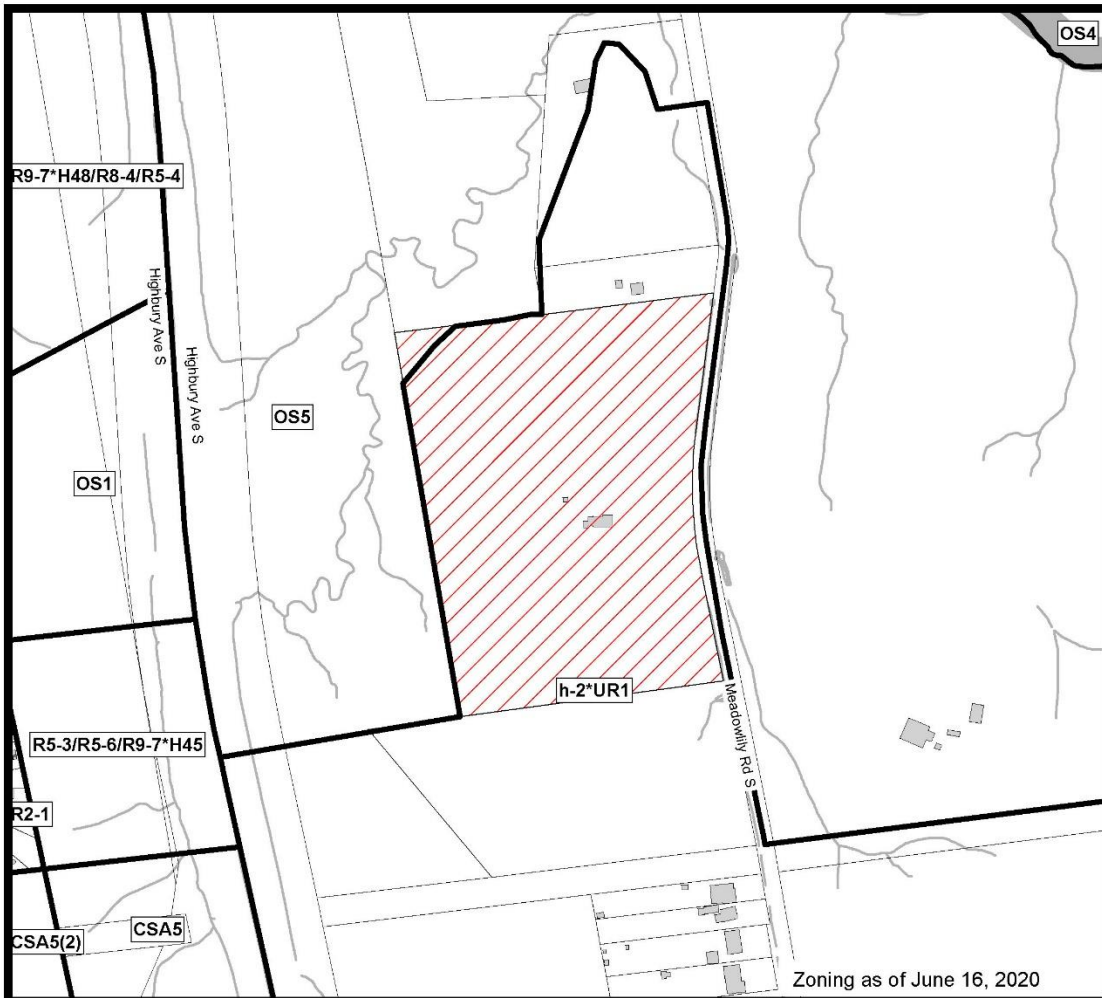 OS4
R9-7*H48/R8-4/R5-4
Highbury Ave S
Highbury Ave S
OS5
OS1
h-2*UR1
Meadowlily Rd S
R5-3/R5-6/R9-7*H45
R2-1
CSA5
CSA5(2)
Zoning as of June 16, 2020